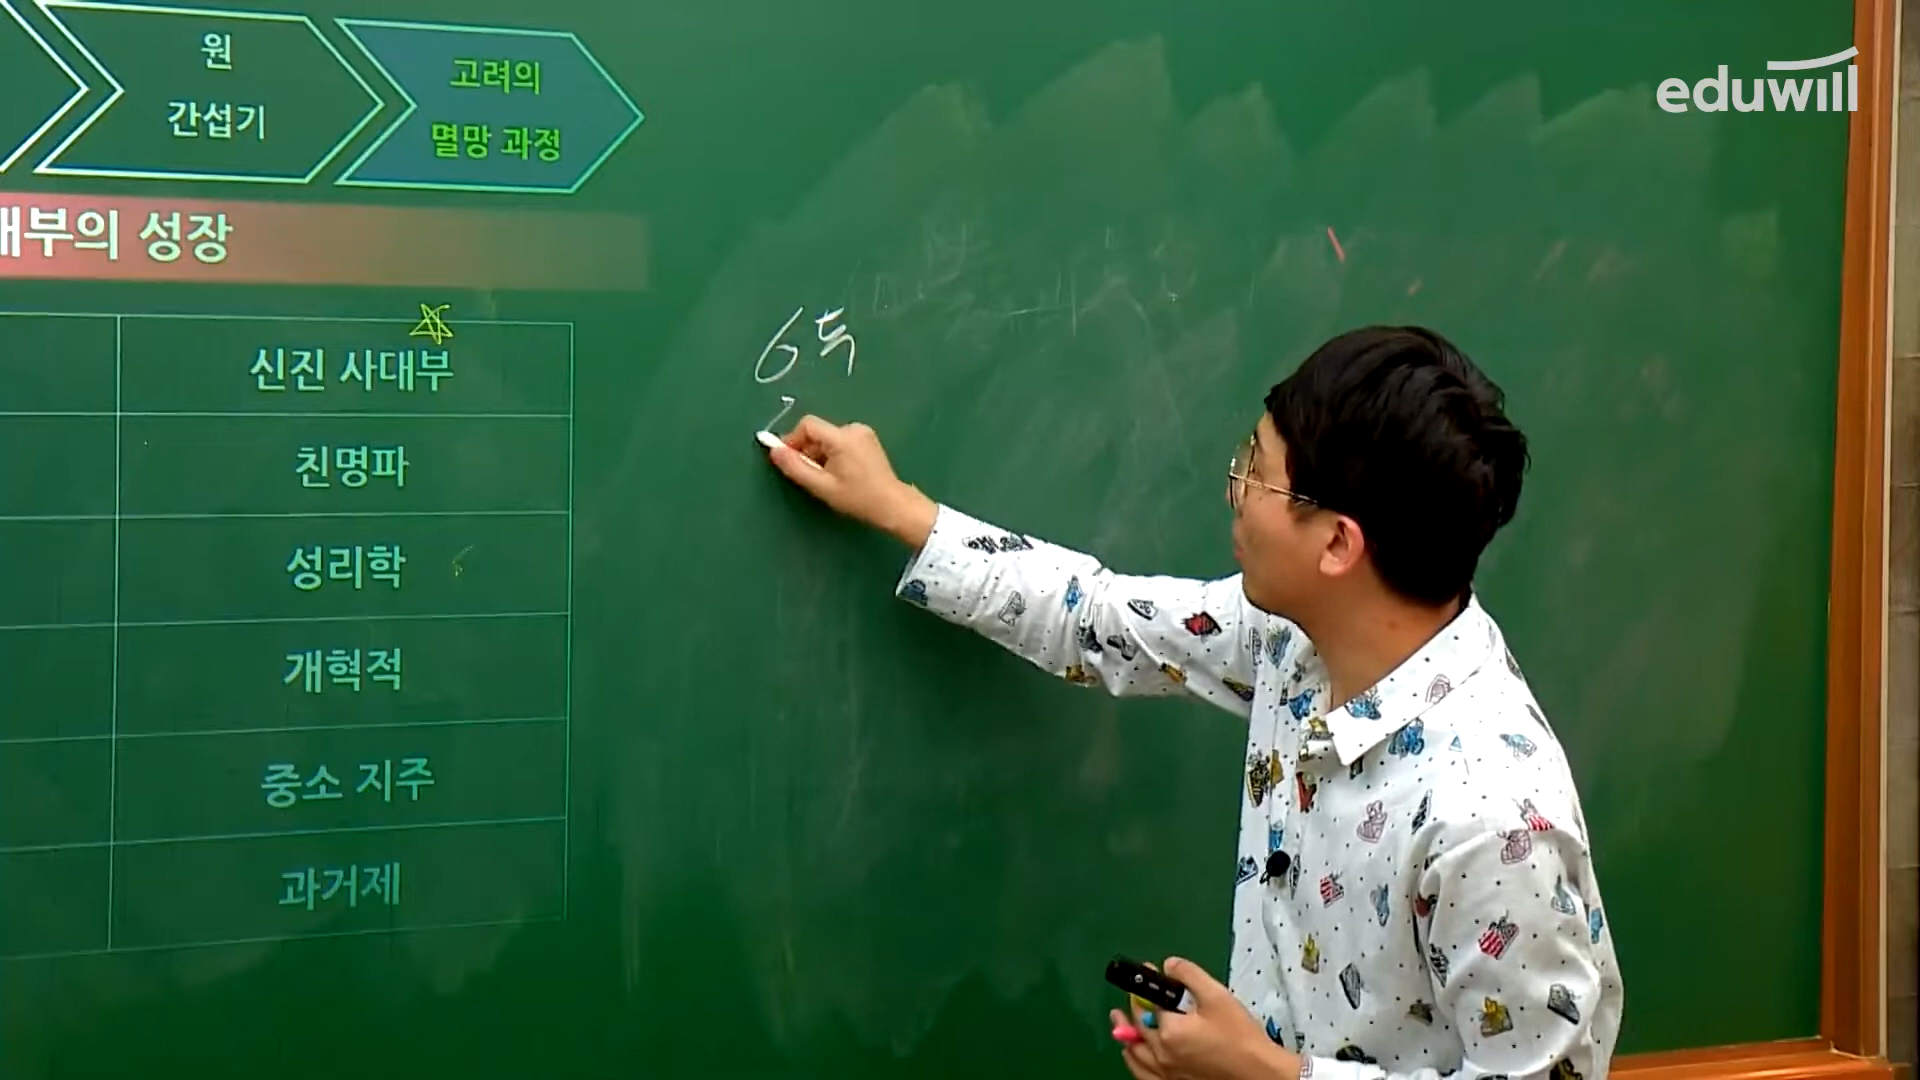 원
간섭기
고려의
멸망 과정
eduwill
대부의 성장
신진 사대부
친명파
성리학
개혁적
중소 지주
과거제
6두